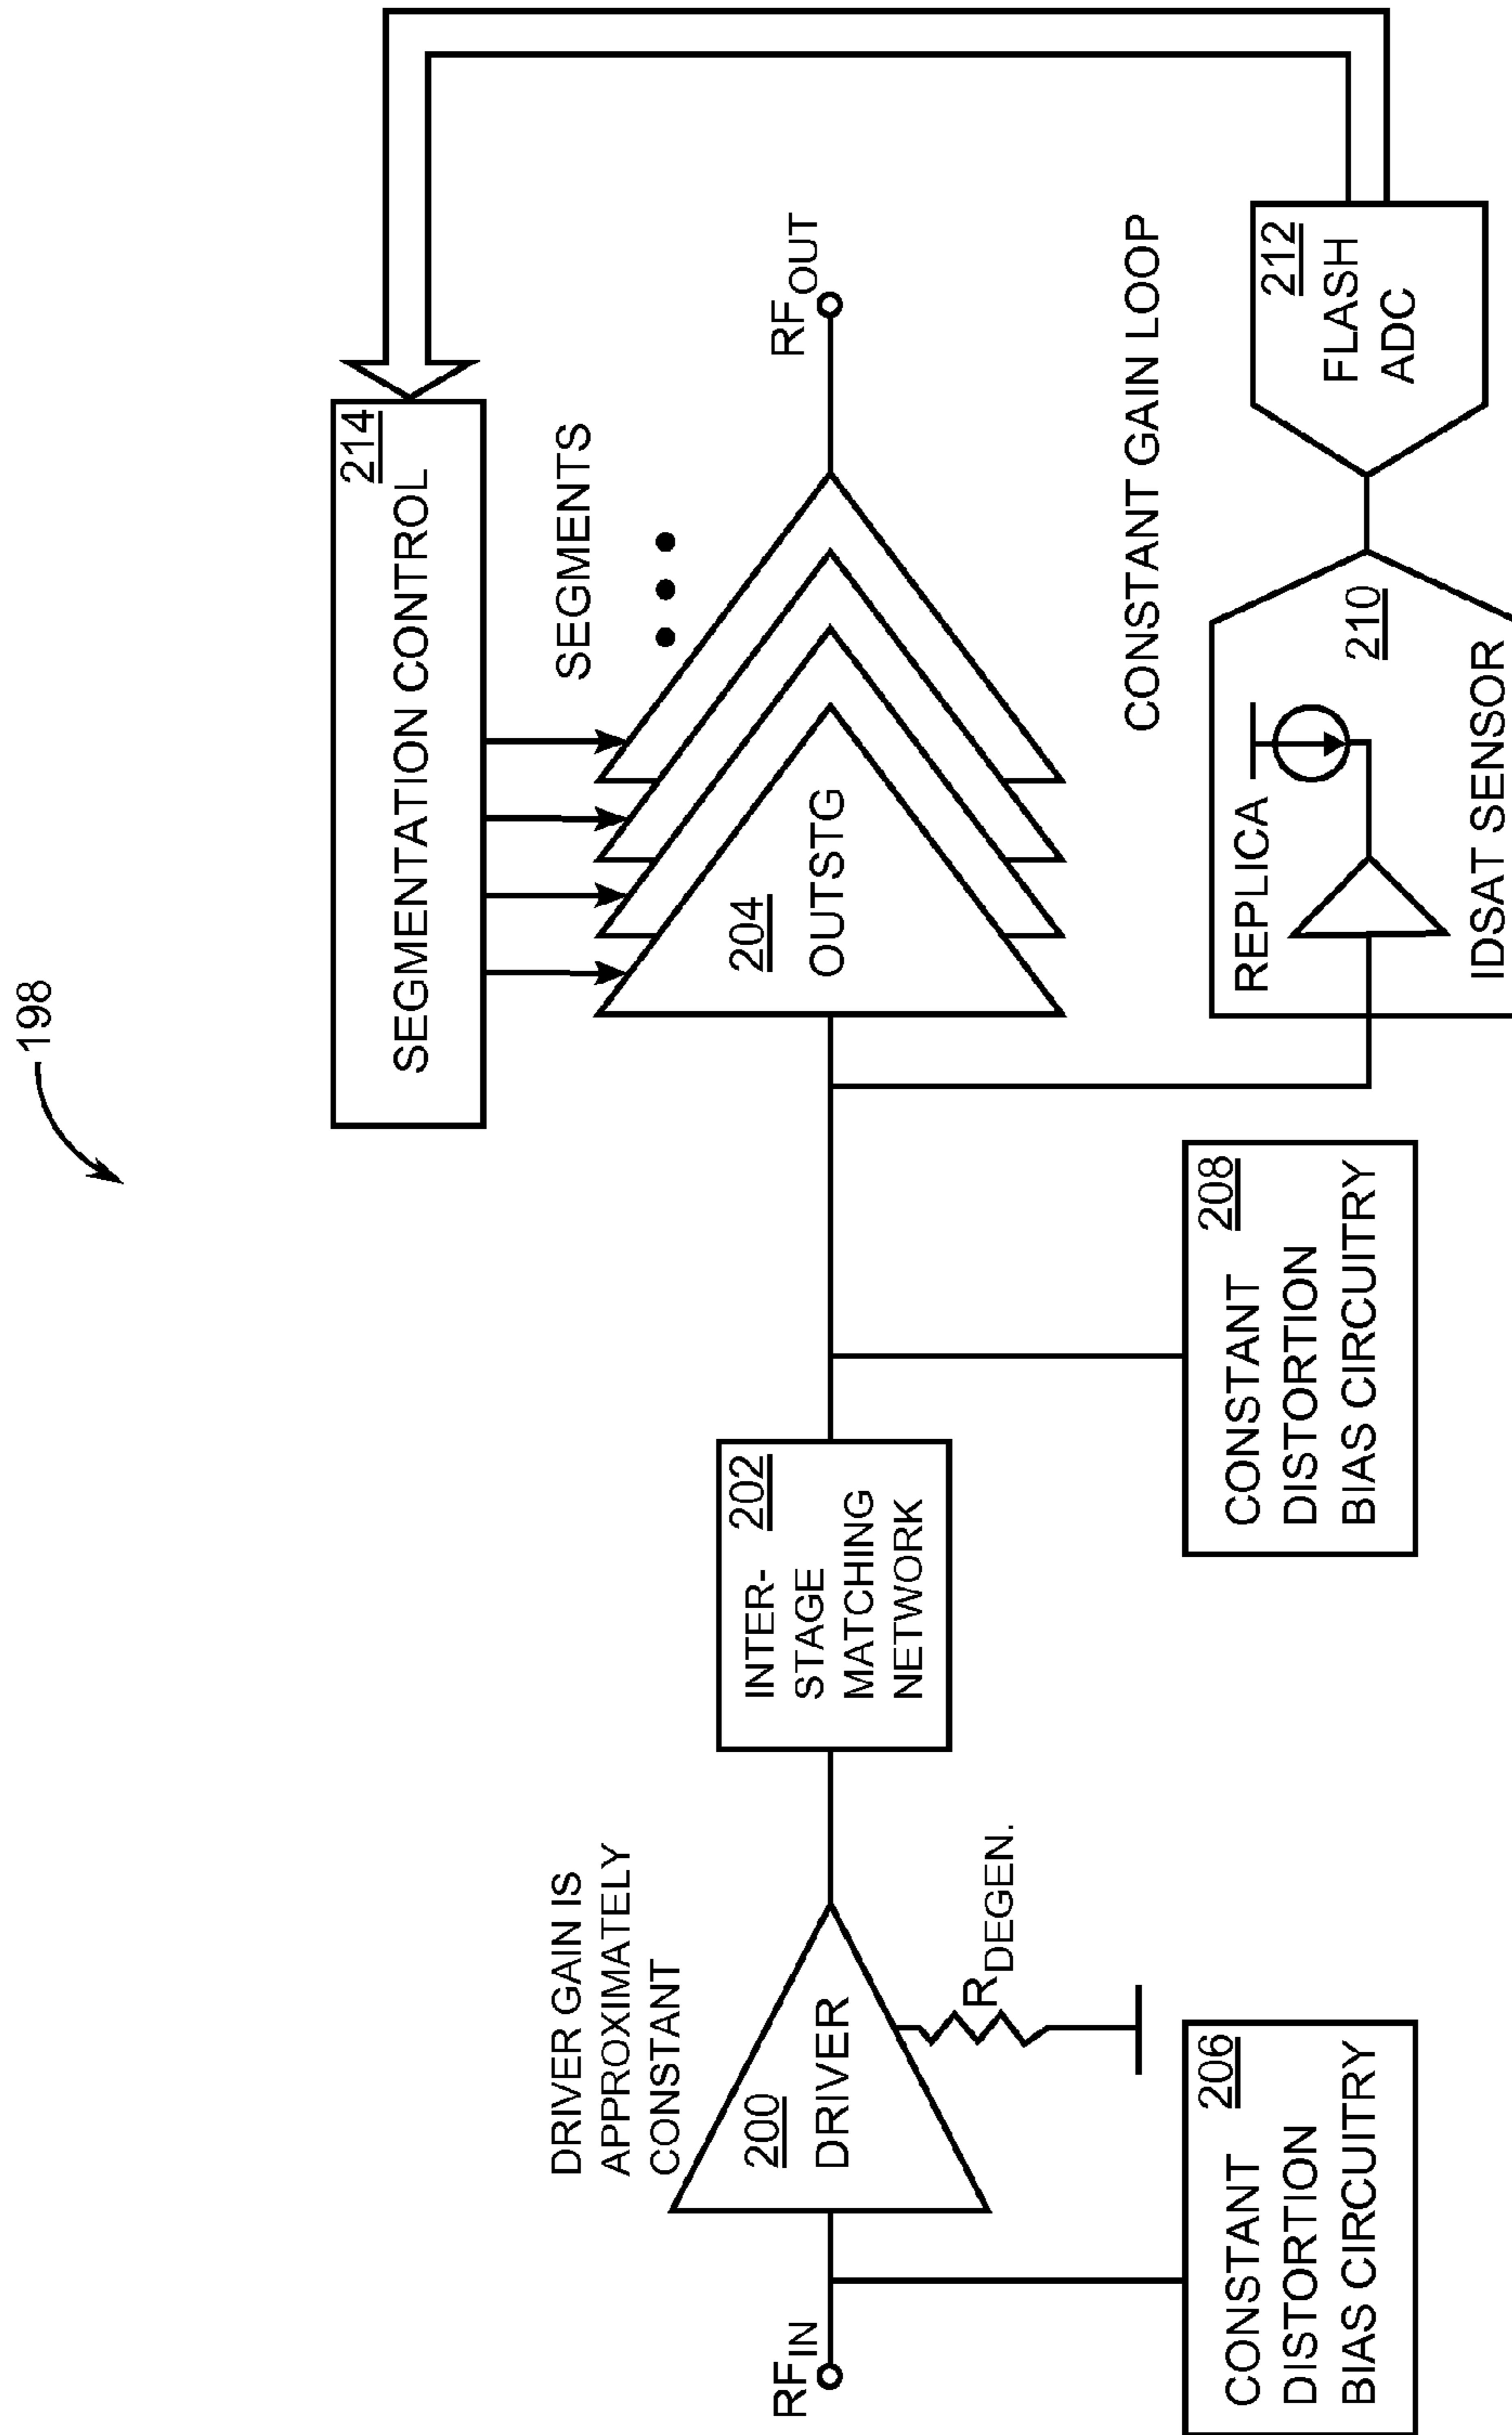 198
214
SEGMENTATION CONTROL
SEGMENTS
DRIVER GAIN IS
APPROXIMATELY
CONSTANT
RF IN
200
DRIVER
R DEGEN.
202
INTER-
STAGE
MATCHING
NETWORK
204
OUTSTG
RF OUT
CONSTANT GAIN LOOP
206
CONSTANT
DISTORTION
BIAS CIRCUITRY
208
CONSTANT
DISTORTION
BIAS CIRCUITRY
REPLICA
210
IDSAT SENSOR
212
FLASH
ADC